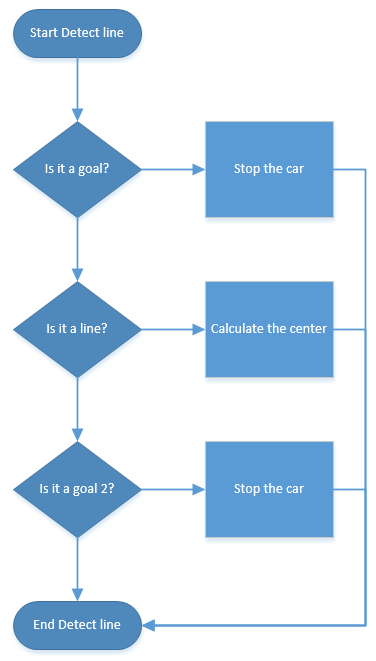 Start Detect line
Is it a goal?
Stop the car
Is it a line?
Calculate the center
Is it a goal 2?
Stop the car
End Detect line